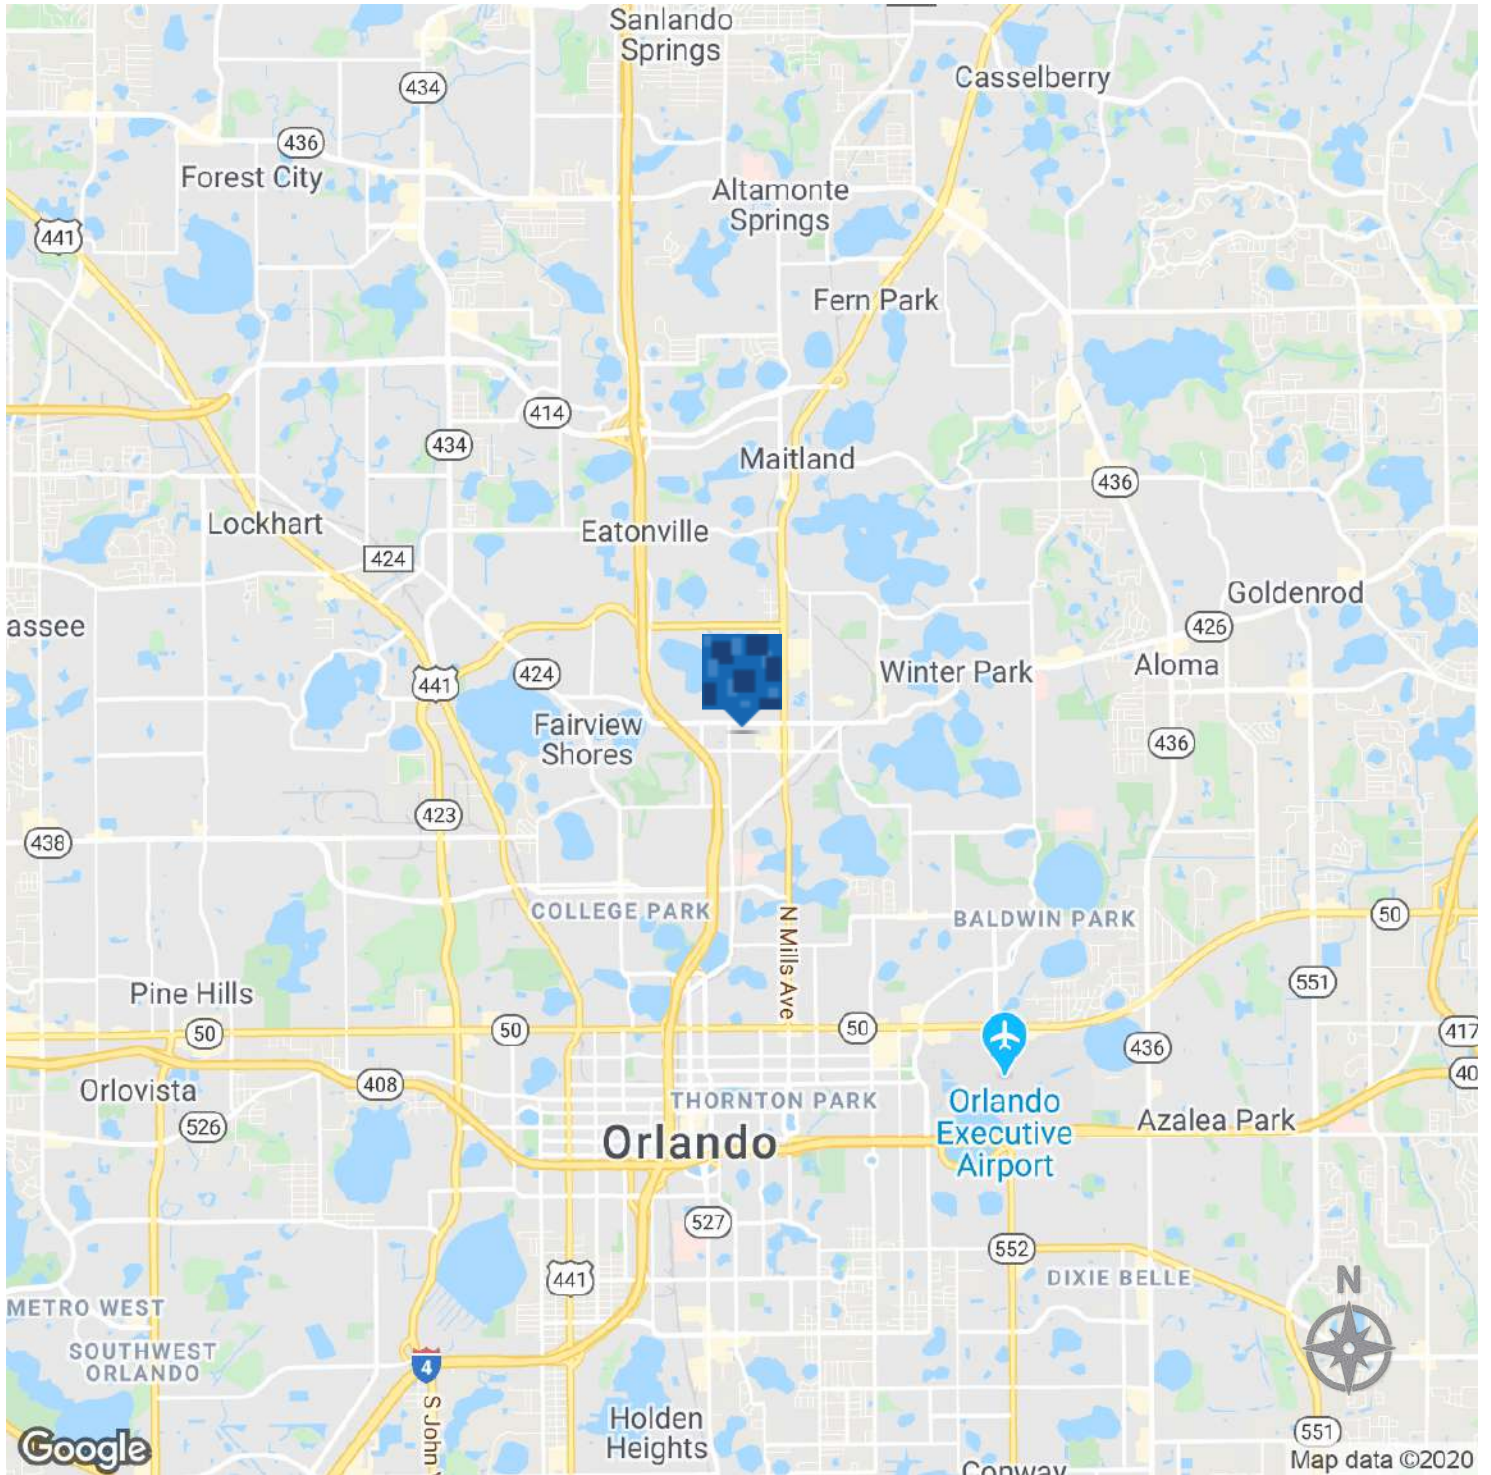 Sanlando
Springs
Casselberry
434
436
Forest City
Altamonte
Springs
441
Fern Park
414
434
Maitland
436
Lockhart
Eatonville
424
Goldenrod
assee
426
424
Winter Park
Aloma
441
Fairview
Shores
436
423
438
COLLEGE PARK
N Mills Ave
BALDWIN PARK
50
551
Pine Hills
50
50
50
417
436
Orlovista
408
40
THORNTON PARK
Orlando
Executive
Airport
Azalea Park
526
Orlando
527
552
441
DIXIE BELLE
N
METRO WEST
SOUTHWEST
ORLANDO
4
S John
Holden
Heights
551
Google
Map data ©2020
Conway